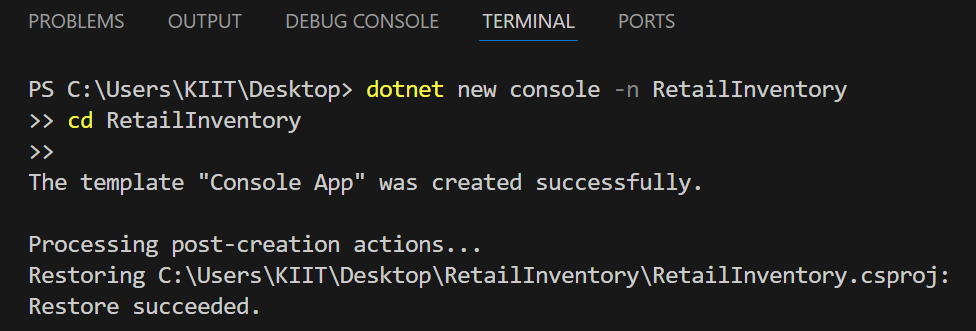 PROBLEMS OUTPUT DEBUG CONSOLE TERMINAL PORTS
PS C:\Users\KIIT\Desktop> dotnet new console -n RetailInventory
>> cd RetailInventory
>>
The template "Console App" was created successfully.
Processing post-creation actions...
Restoring C:\Users\KIIT\Desktop\RetailInventory\RetailInventory.csproj:
Restore succeeded.